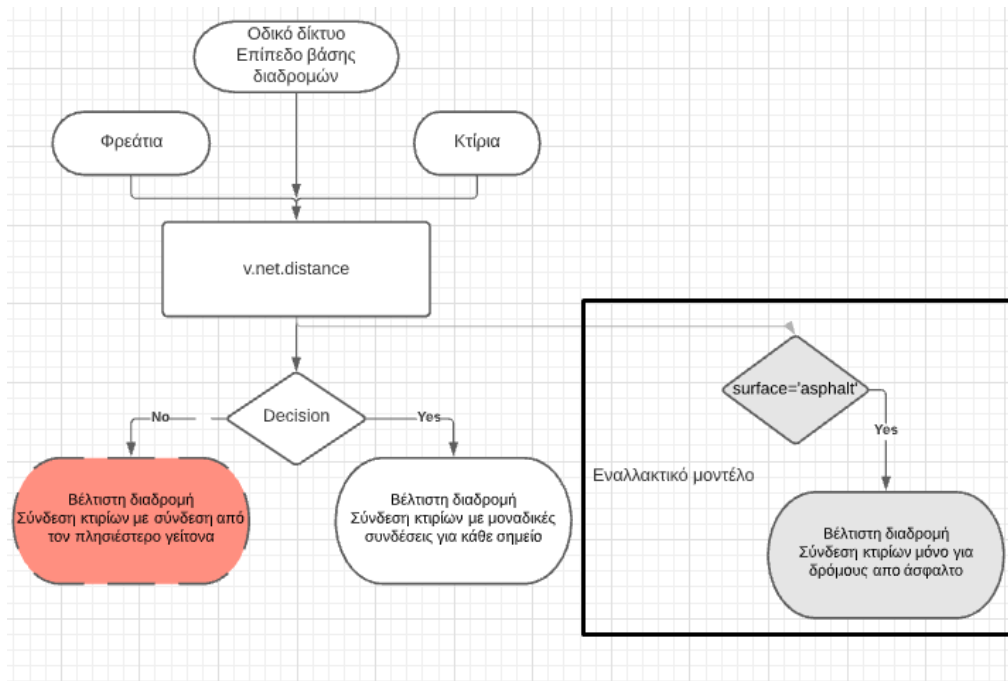 Οδικό δίκτυο
Επίπεδο βάσης
διαδρομών
Φρεάτια
Κτίρια
v.net.distance
Decision
No
Yes
Βέλτιστη διαδρομή
Σύνδεση κτιρίων με σύνδεση από
τον πλησιέστερο γείτονα
Βέλτιστη διαδρομή
Σύνδεση κτιρίων με μοναδικές
συνδέσεις για κάθε σημείο
surface='asphalt'
Yes
Εναλλακτικό μοντέλο
Βέλτιστη διαδρομή
Σύνδεση κτιρίων μόνο για
δρόμους απο άσφαλτο